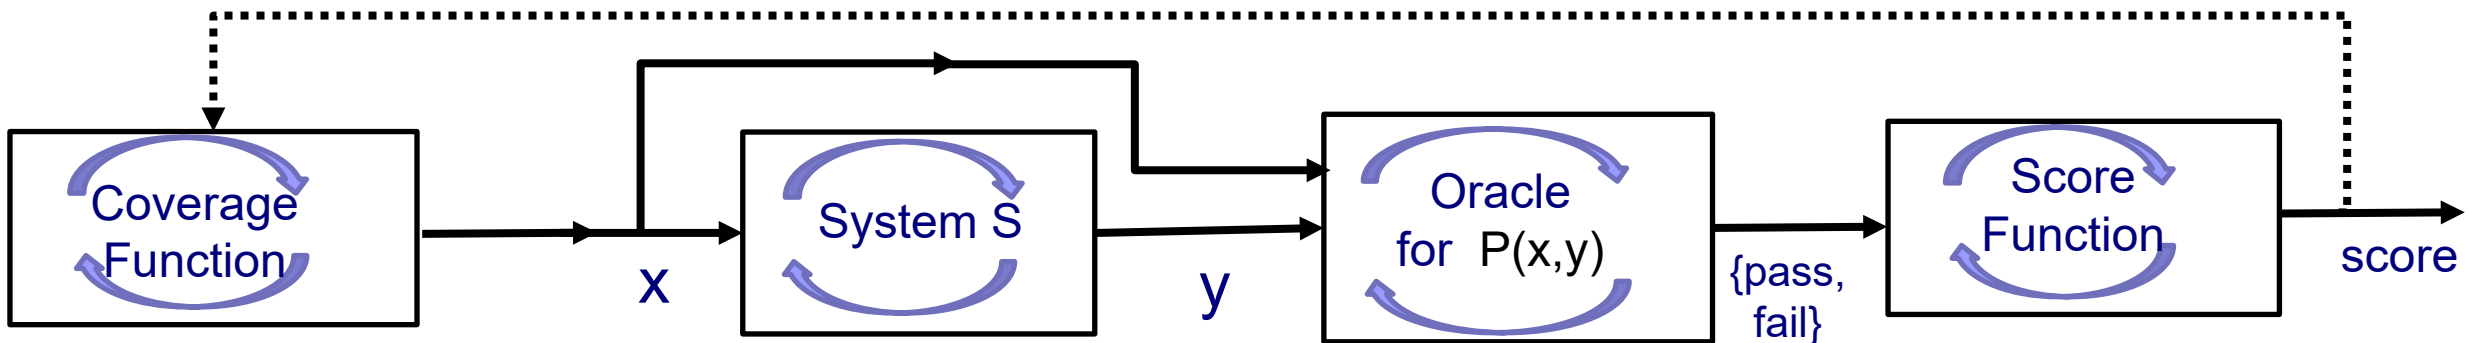 Coverage
Function
x
System S
y
Oracle
for P(x,y)
{pass,
fail}
Score
Function
score